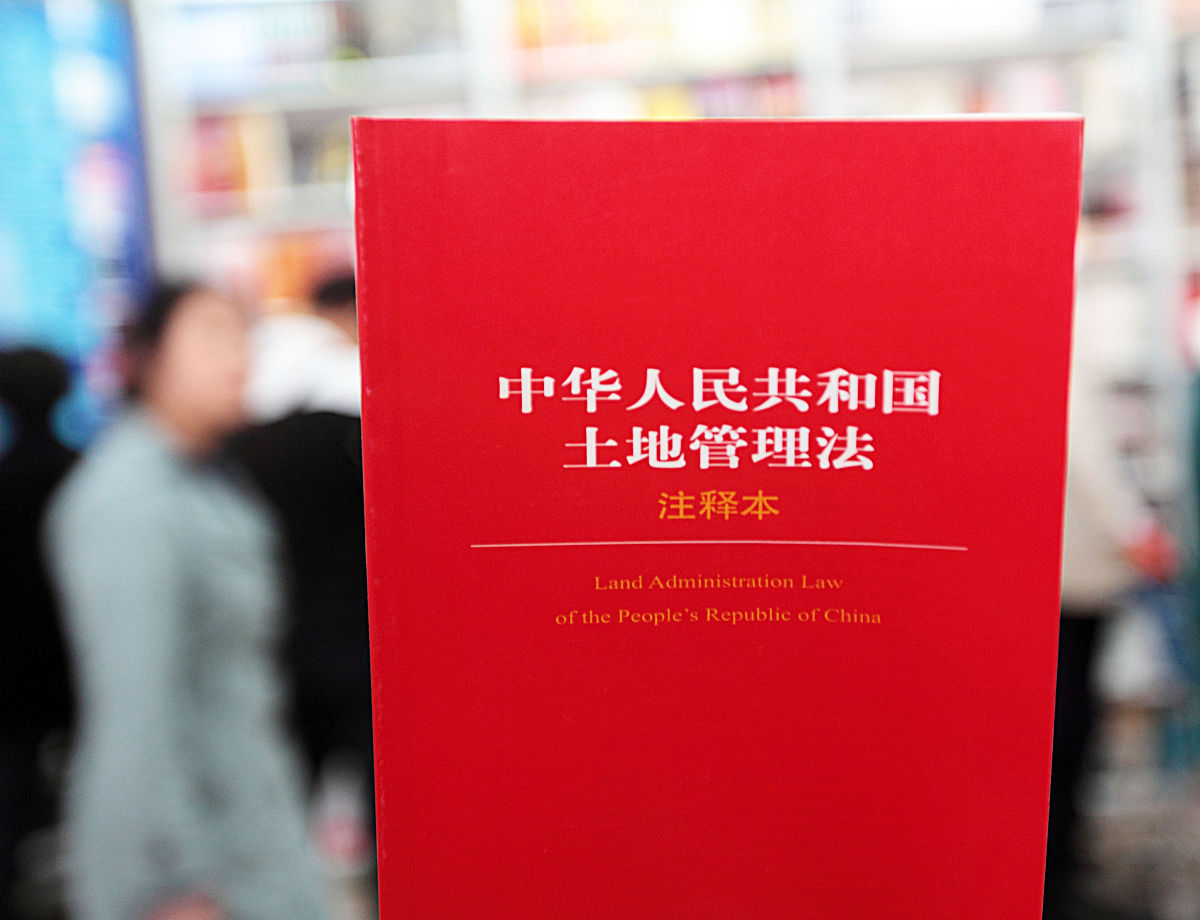 中华人民共和国
土地管理法
注释本
Land Administration Law
of the People's Republic of China